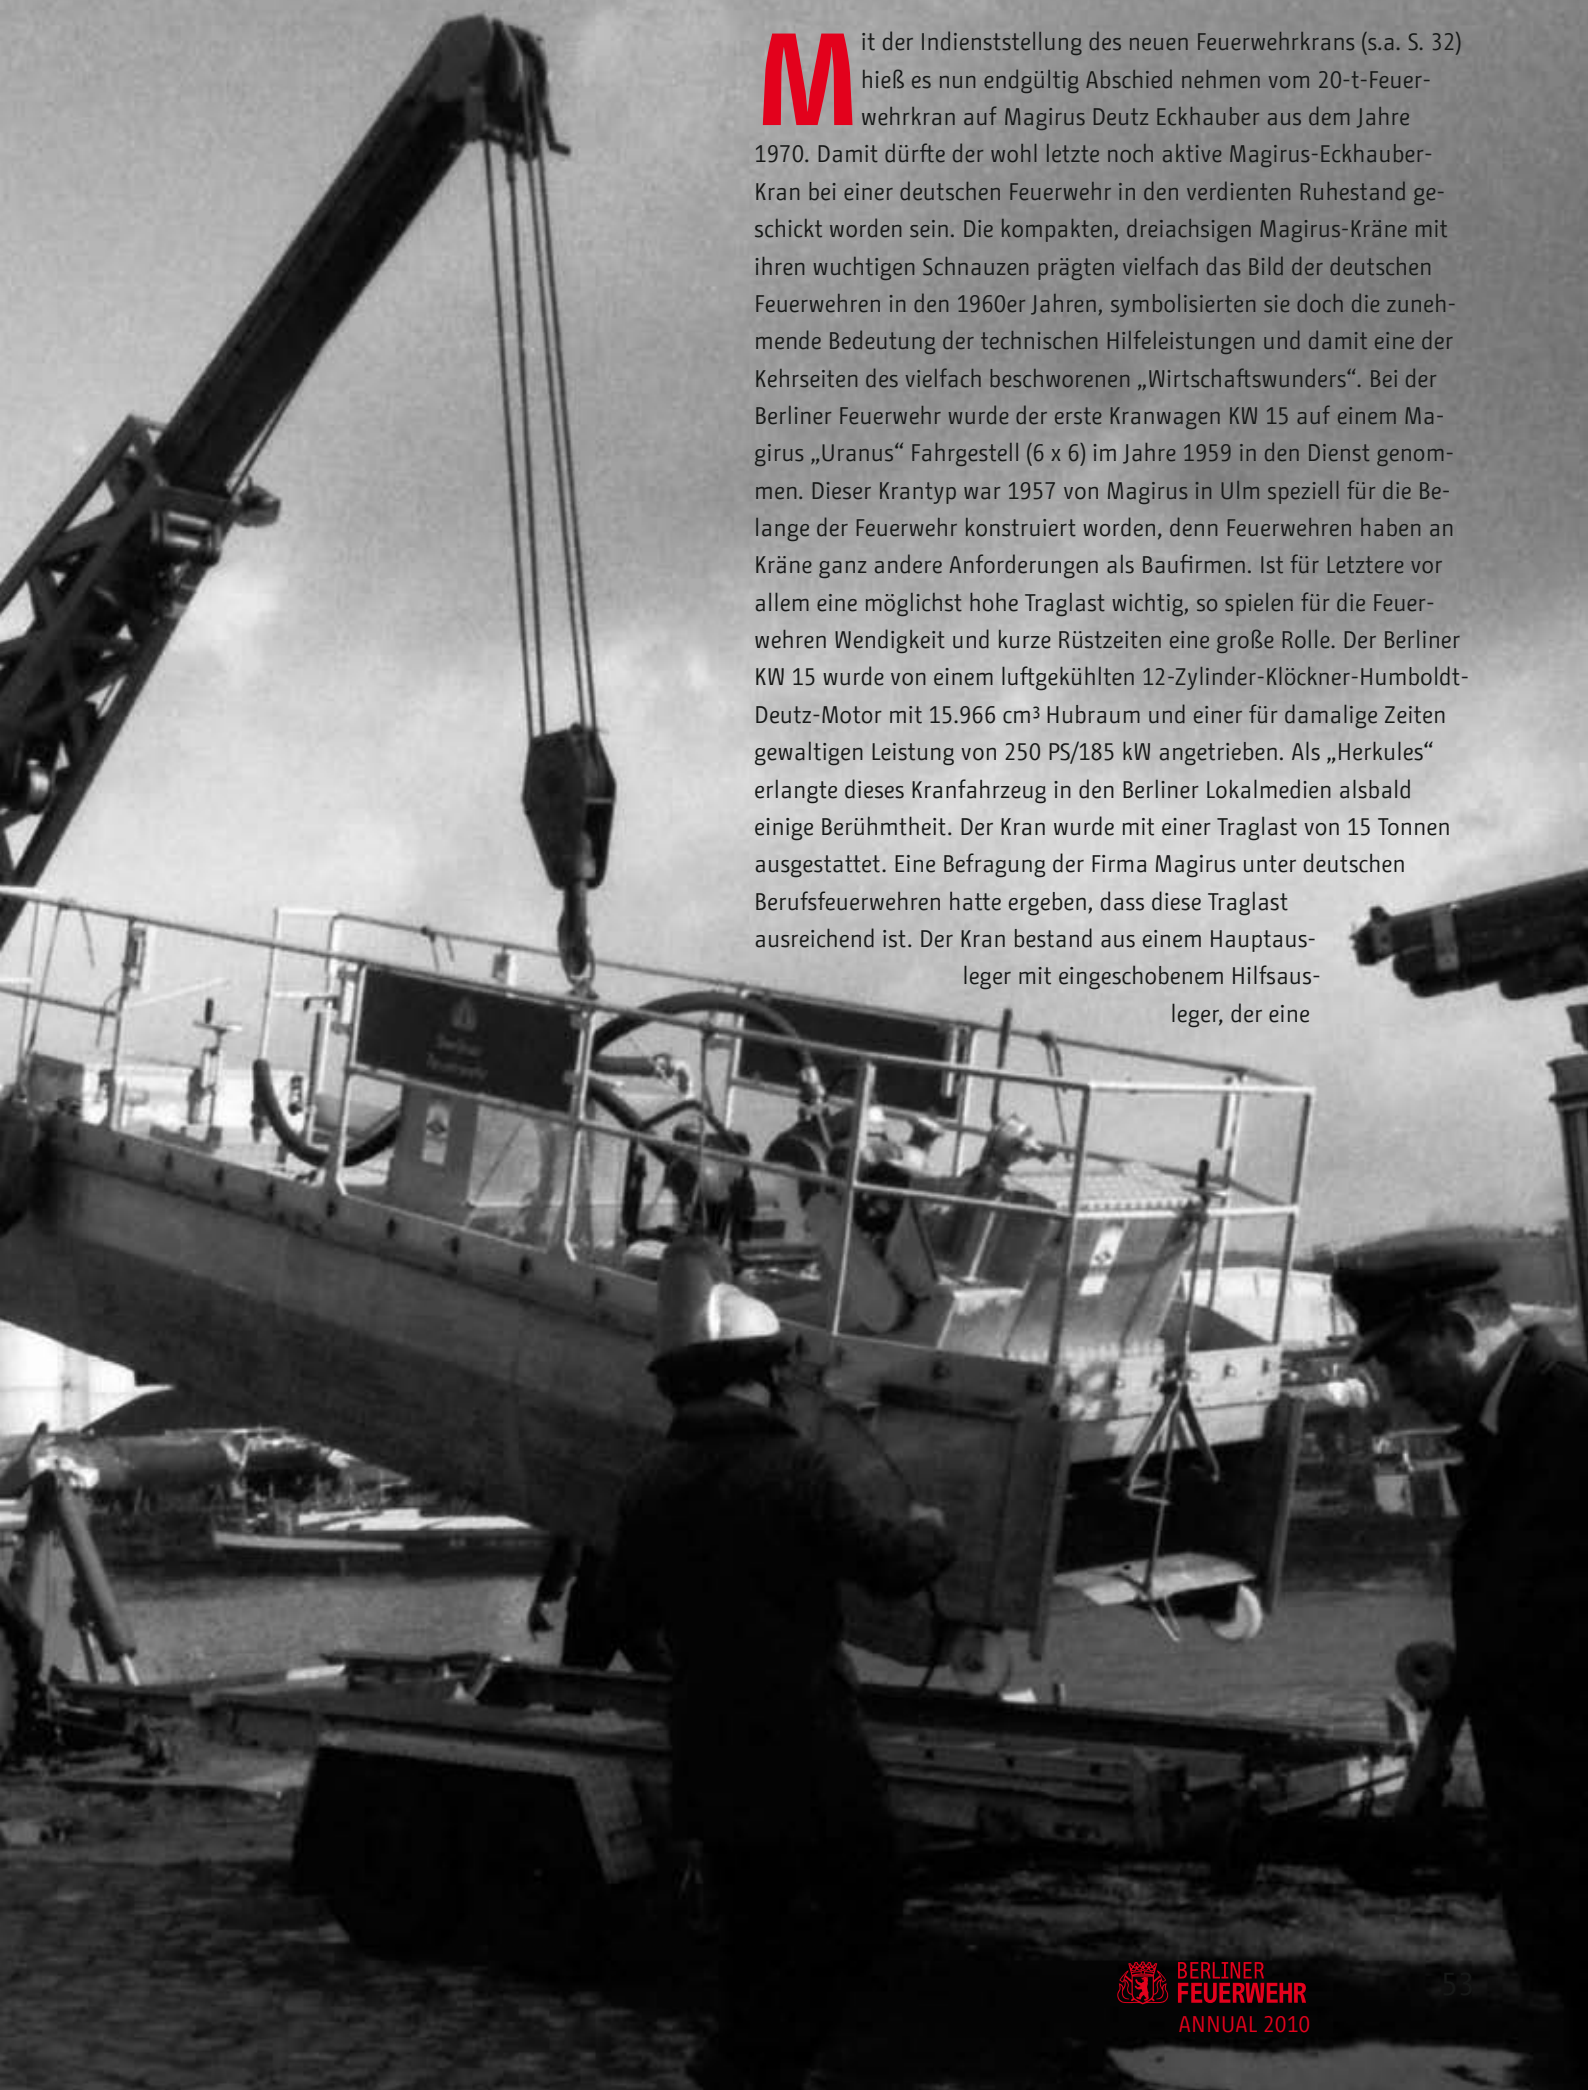 Mit der Indienststellung des neuen Feuerwehrkrans (s.a. S. 32)
hieß es nun endgültig Abschied nehmen vom 20-t-Feuer-
wehrkran auf Magirus Deutz Eckhauber aus dem Jahre
1970. Damit dürfte der wohl letzte noch aktive Magirus-Eckhauber-
Kran bei einer deutschen Feuerwehr in den verdienten Ruhestand ge-
schickt worden sein. Die kompakten, dreiachsigen Magirus-Kräne mit
ihren wuchtigen Schnauzen prägten vielfach das Bild der deutschen
Feuerwehren in den 1960er Jahren, symbolisierten sie doch die zuneh-
mende Bedeutung der technischen Hilfeleistungen und damit eine der
Kehrseiten des vielfach beschworenen „Wirtschaftswunders“. Bei der
Berliner Feuerwehr wurde der erste Kranwagen KW 15 auf einem Ma-
girus „Uranus“ Fahrgestell (6 x 6) im Jahre 1959 in den Dienst genom-
men. Dieser Krantyp war 1957 von Magirus in Ulm speziell für die Be-
lange der Feuerwehr konstruiert worden, denn Feuerwehren haben an
Kräne ganz andere Anforderungen als Baufirmen. Ist für Letztere vor
allem eine möglichst hohe Traglast wichtig, so spielen für die Feuer-
wehren Wendigkeit und kurze Rüstzeiten eine große Rolle. Der Berliner
KW 15 wurde von einem luftgekühlten 12-Zylinder-Klöckner-Humboldt-
Deutz-Motor mit 15.966 cm³ Hubraum und einer für damalige Zeiten
gewaltigen Leistung von 250 PS/185 kW angetrieben. Als „Herkules“
erlangte dieses Kranfahrzeug in den Berliner Lokalmedien alsbald
einige Berühmtheit. Der Kran wurde mit einer Traglast von 15 Tonnen
ausgestattet. Eine Befragung der Firma Magirus unter deutschen
Berufsfeuerwehren hatte ergeben, dass diese Traglast
ausreichend ist. Der Kran bestand aus einem Hauptaus-
leger mit eingeschobenem Hilfsaus-
leger, der eine
Berliner
Feuerwehr
BERLINER
FEUERWEHR
ANNUAL 2010
53